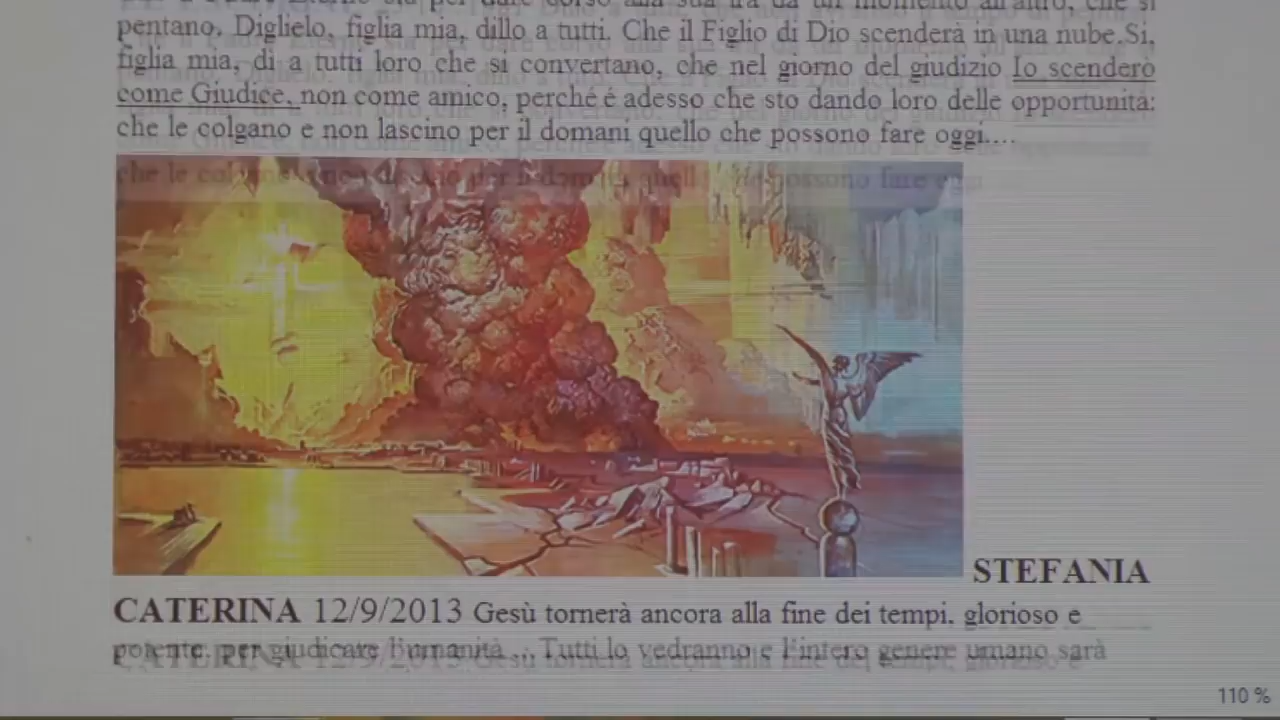 pentano. Diglielo, figlia mia, dillo a tutti. Che il Figlio di Dio scenderà in una nube.Si,
figlia mia, di a tutti loro che si convertano, che nel giorno del giudizio Io scenderò
come Giudice, non come amico, perché é adesso che sto dando loro delle opportunità:
che le colgano e non lascino per il domani quello che possono fare oggi....
STEFANIA
CATERINA 12/9/2013 Gesù tornerà ancora alla fine dei tempi, glorioso e
potente, per giudicare l'umanità... Tutti lo vedranno e l'intero genere umano sarà
110 %